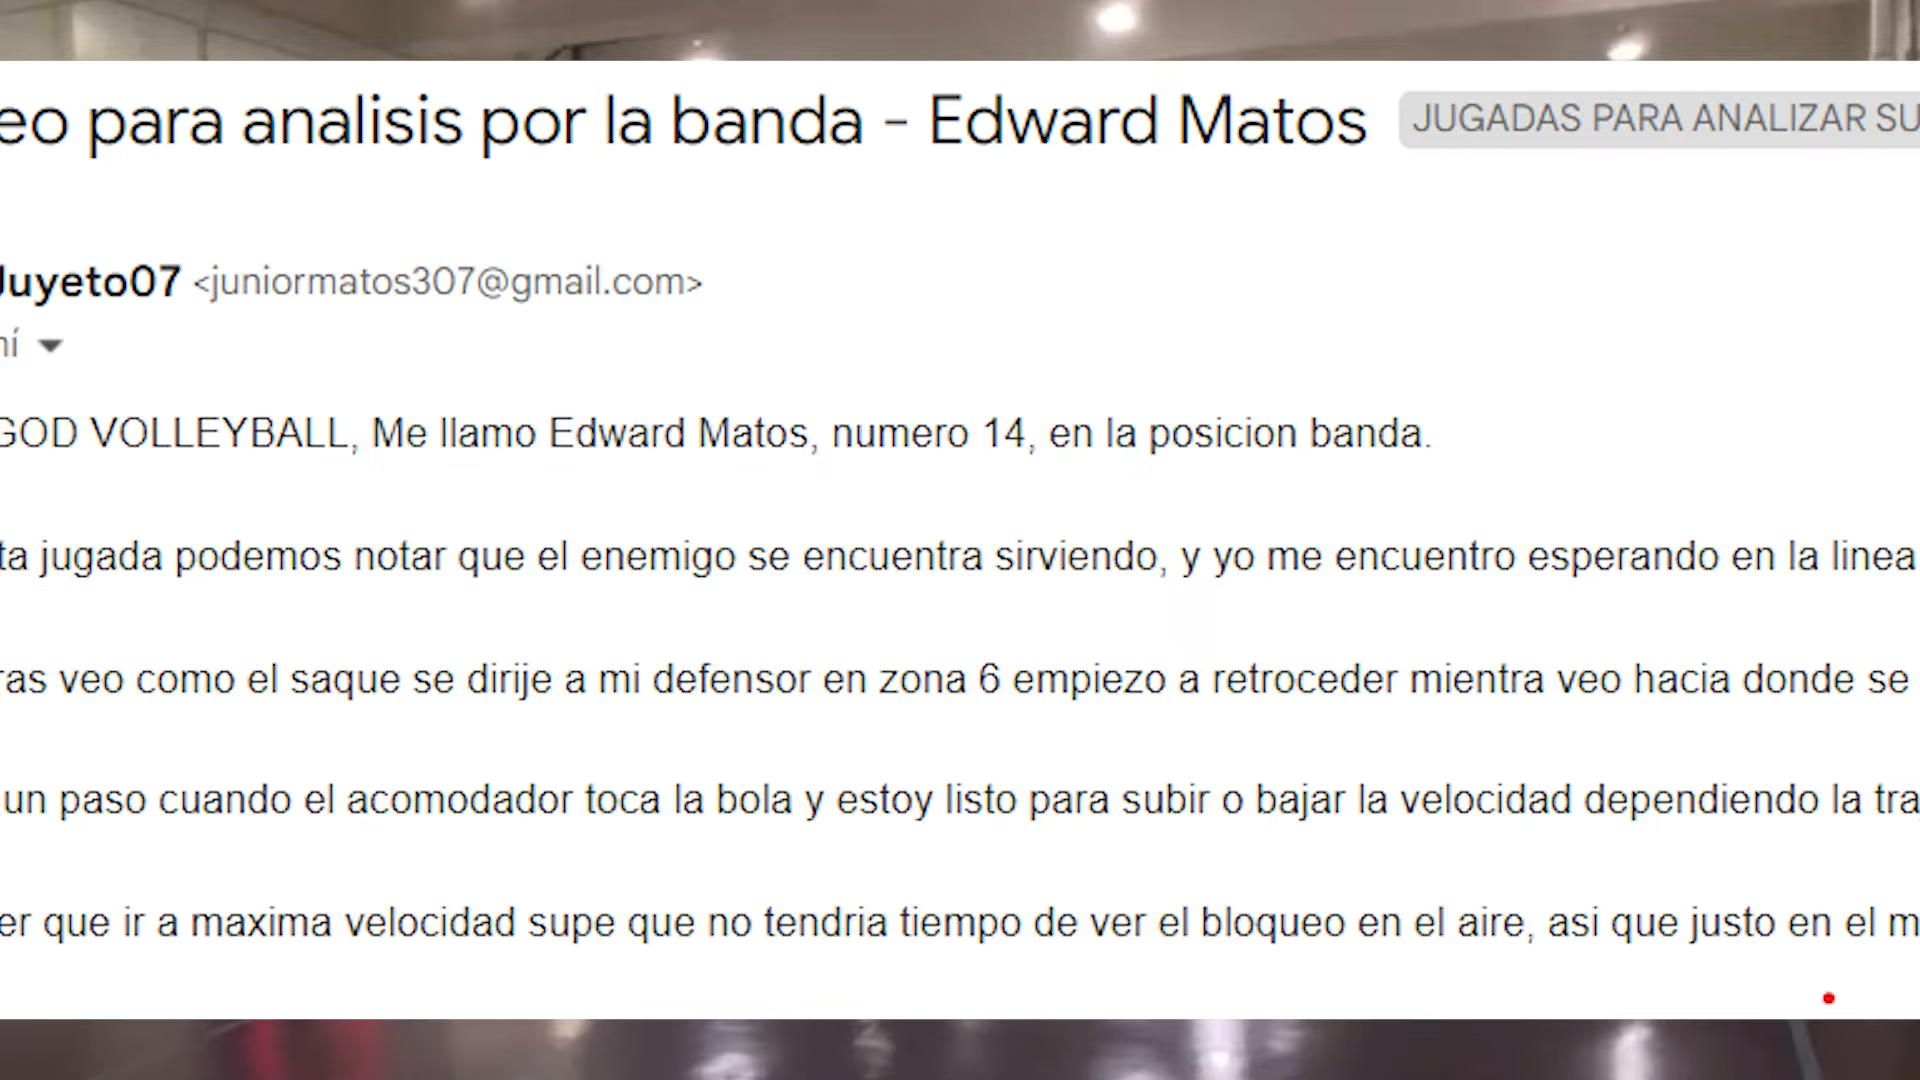 eo para analisis por la banda - Edward Matos JUGADAS PARA ANALIZAR SU
Juyeto07 <juniormatos307@gmail.com>
mí
GOD VOLLEYBALL, Me llamo Edward Matos, numero 14, en la posicion banda.
ta jugada podemos notar que el enemigo se encuentra sirviendo, y yo me encuentro esperando en la linea
ras veo como el saque se dirije a mi defensor en zona 6 empiezo a retroceder mientra veo hacia donde se
un paso cuando el acomodador toca la bola y estoy listo para subir o bajar la velocidad dependiendo la tra
er que ir a maxima velocidad supe que no tendria tiempo de ver el bloqueo en el aire, asi que justo en el m